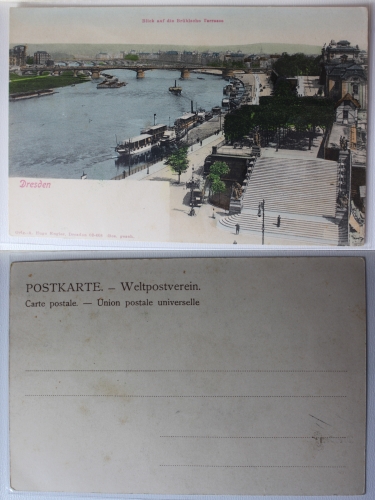 Blick auf die Brühlsche Terrasse
Dresden
POSTKARTE. – Weltpostverein.
Carte postale. — Union postale universelle